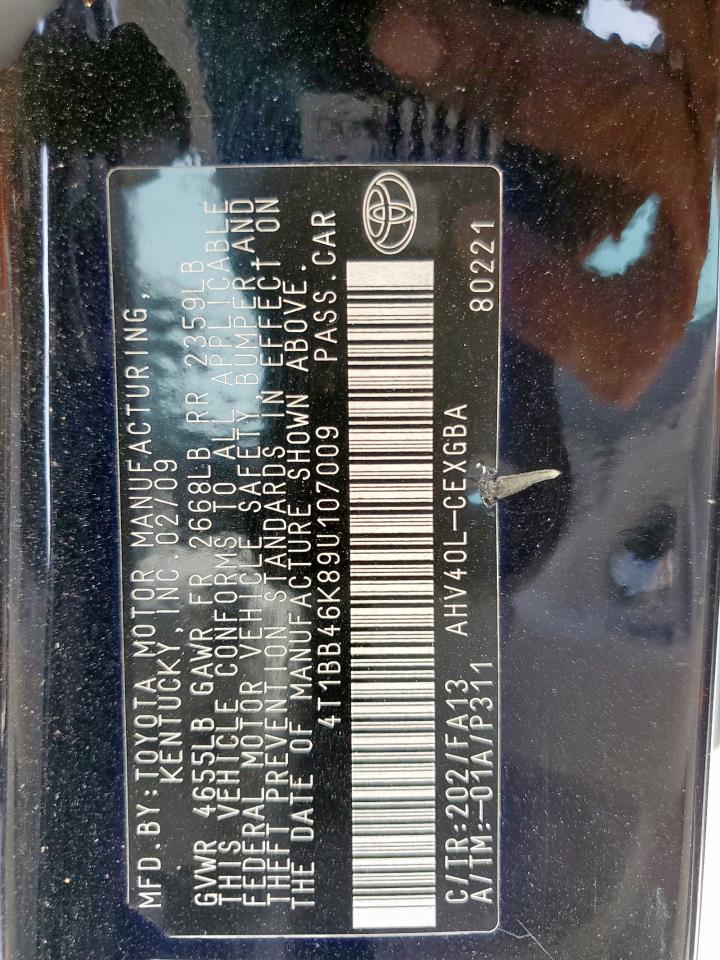 MFD.BY:TOYOTA MOTOR MANUFACTURING,
KENTUCKY, INC. 02/09
GVWR 4655LB GAWR FR 2668LB RR 2359LB
THIS VEHICLE CONFORMS TO ALL APPLICABLE
FEDERAL MOTOR VEHICLE SAFETY, BUMPER, AND
THEFT PREVENTION STANDARDS IN EFFECT ON
THE DATE OF MANUFACTURE SHOWN ABOVE.
4T1BB46K89U107009 PASS.CAR
C/TR:202/FA13 AHV40L-CEXGBA
A/TM:-01A/P311 80221